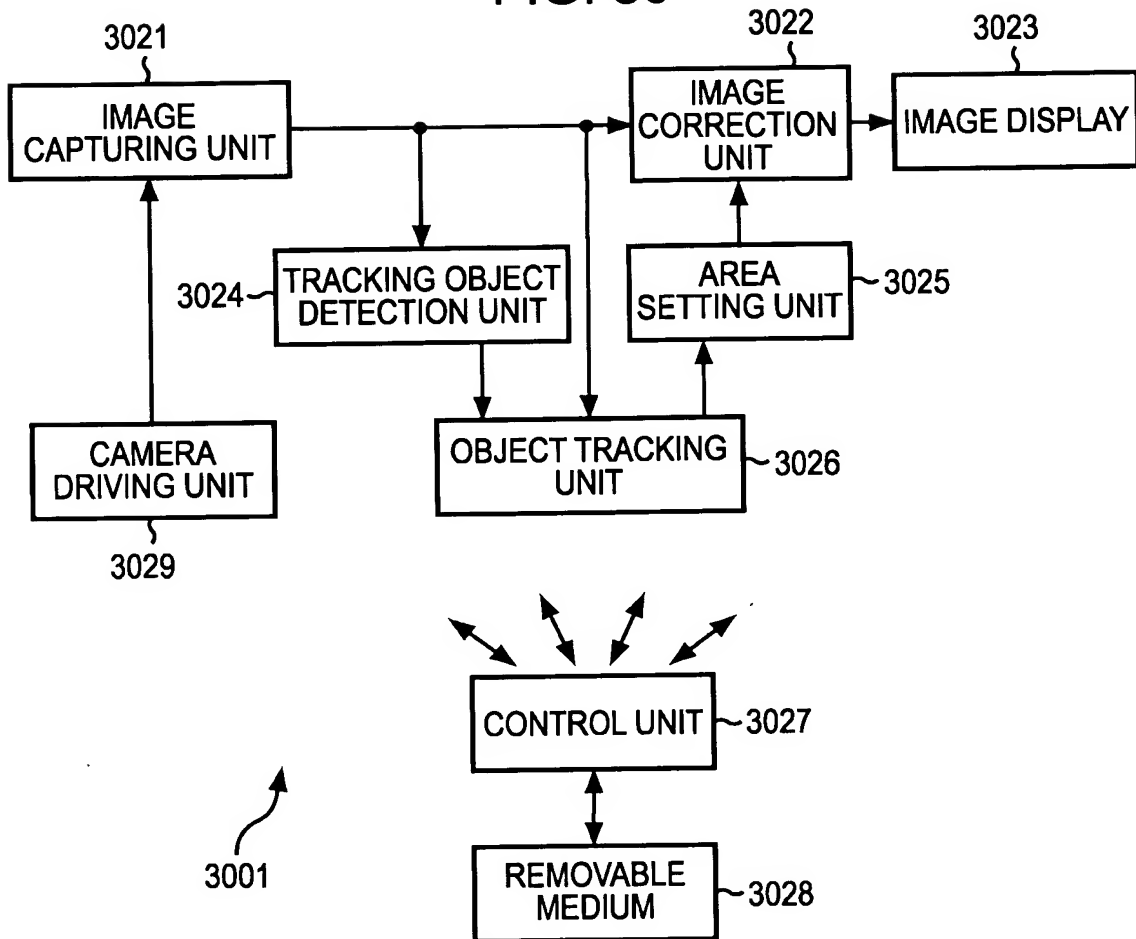 FIG.
3021
3022
3023
IMAGE
CAPTURING UNIT
IMAGE
CORRECTION
UNIT
IMAGE DISPLAY
3024
TRACKING OBJECT
DETECTION UNIT
AREA
SETTING UNIT
3025
CAMERA
DRIVING UNIT
3029
OBJECT TRACKING
UNIT
3026
CONTROL UNIT
3027
3001
REMOVABLE
MEDIUM
3028